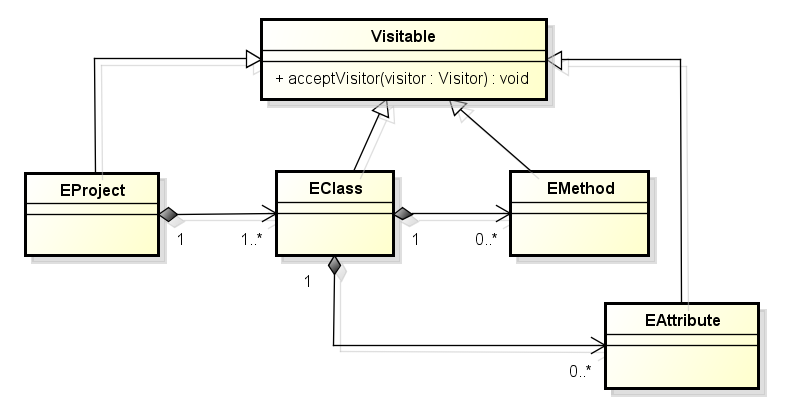 Visitable
+ acceptVisitor(visitor : Visitor) : void
EProject
EClass
EMethod
1
1..*
1
0..*
1
EAttribute
0..*